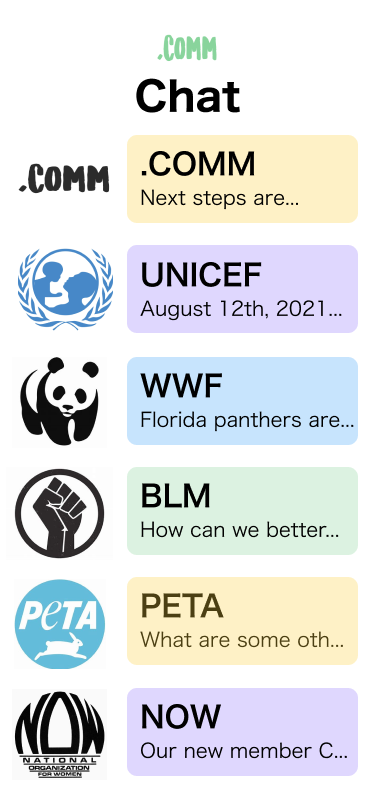 .COMM
Chat
.COMM
.COMM
Next steps are...
UNICEF
August 12th, 2021...
WWF
Florida panthers are...
BLM
How can we better...
PETA
PETA
What are some oth...
NOW
NATIONAL
ORGANIZATION
FOR WOMEN
NOW
Our new member C...